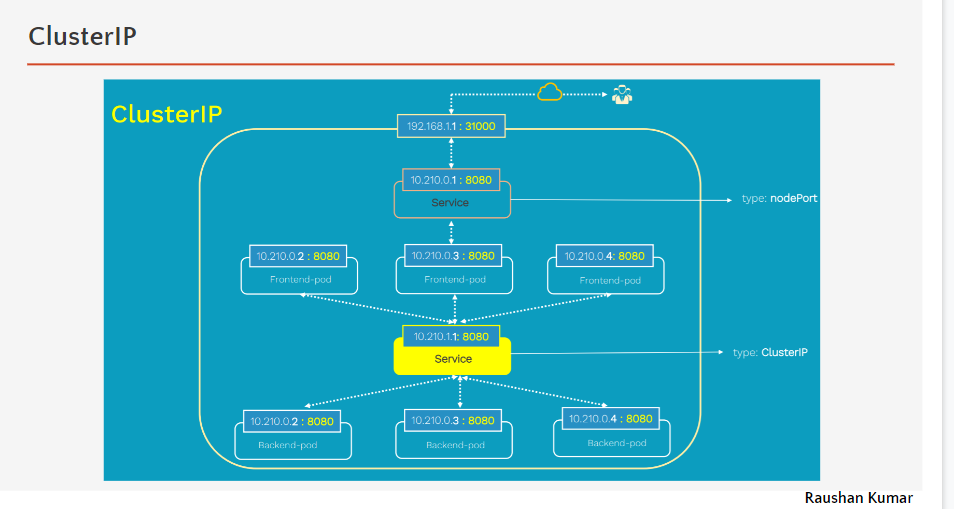 ClusterIP
ClusterIP
192.168.1.1 : 31000
10.210.0.1 : 8080
Service
type: nodePort
10.210.0.2 : 8080
10.210.0.3 : 8080
10.210.0.4: 8080
Frontend-pod
Frontend-pod
Frontend-pod
10.210.1.1: 8080
Service
type: ClusterIP
10.210.0.2 : 8080
10.210.0.3 : 8080
10.210.0.4 : 8080
Backend-pod
Backend-pod
Backend-pod
Raushan Kumar